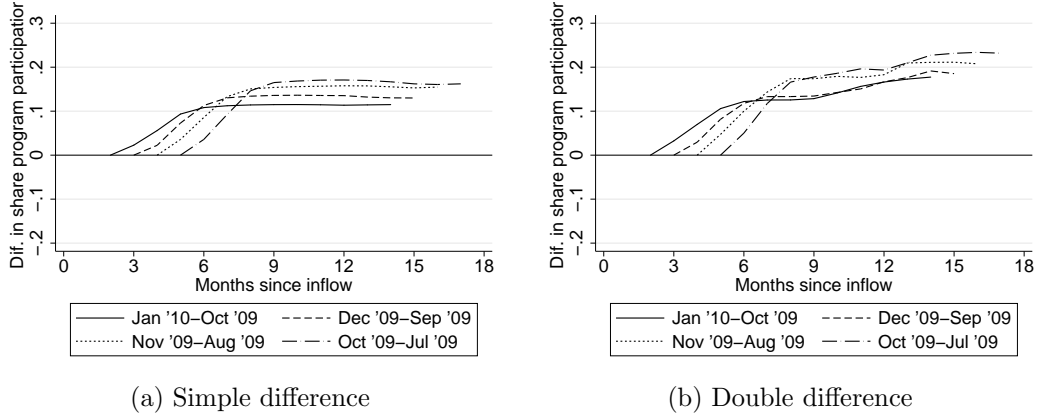 Dif. in share program participation
.3
.2
.1
0
−.1
−.2
0 3 6 9 12 15 18
Months since inflow
Jan ’10−Oct ’09 Dec ’09−Sep ’09
Nov ’09−Aug ’09 Oct ’09−Jul ’09
(a) Simple difference
Dif. in share program participation
.3
.2
.1
0
−.1
−.2
0 3 6 9 12 15 18
Months since inflow
Jan ’10−Oct ’09 Dec ’09−Sep ’09
Nov ’09−Aug ’09 Oct ’09−Jul ’09
(b) Double difference